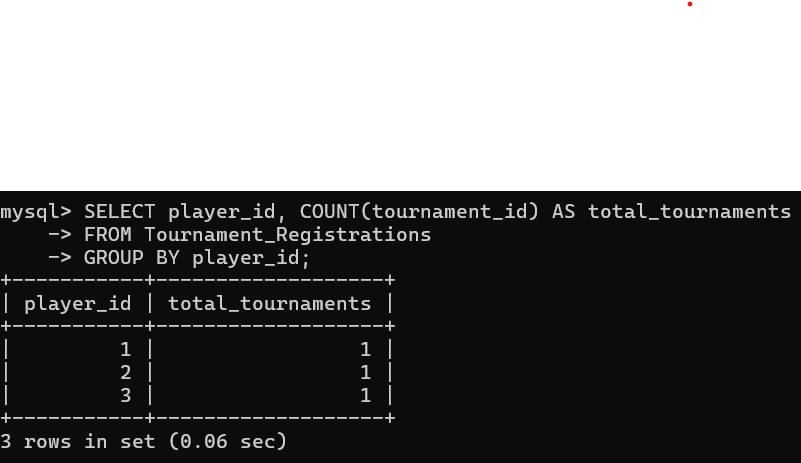 mysql> SELECT player_id, COUNT(tournament_id) AS total_tournaments
    -> FROM Tournament_Registrations
    -> GROUP BY player_id;
+-----------+-------------------+
| player_id | total_tournaments |
+-----------+-------------------+
|         1 |                 1 |
|         2 |                 1 |
|         3 |                 1 |
+-----------+-------------------+
3 rows in set (0.06 sec)